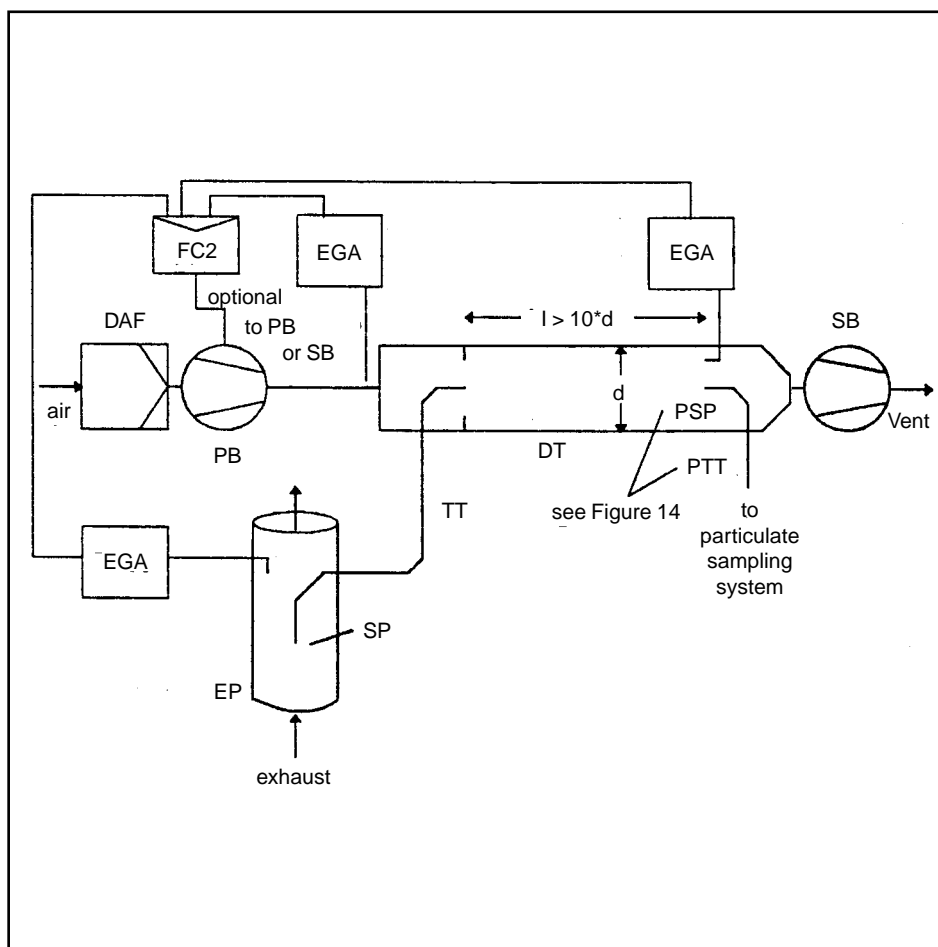 FC2
EGA
EGA
optional
to PB
or SB
DAF
l > 10*d
SB
air
d
PSP
Vent
PB
DT
PTT
TT
see Figure 14
to
particulate
sampling
system
EGA
SP
EP
exhaust